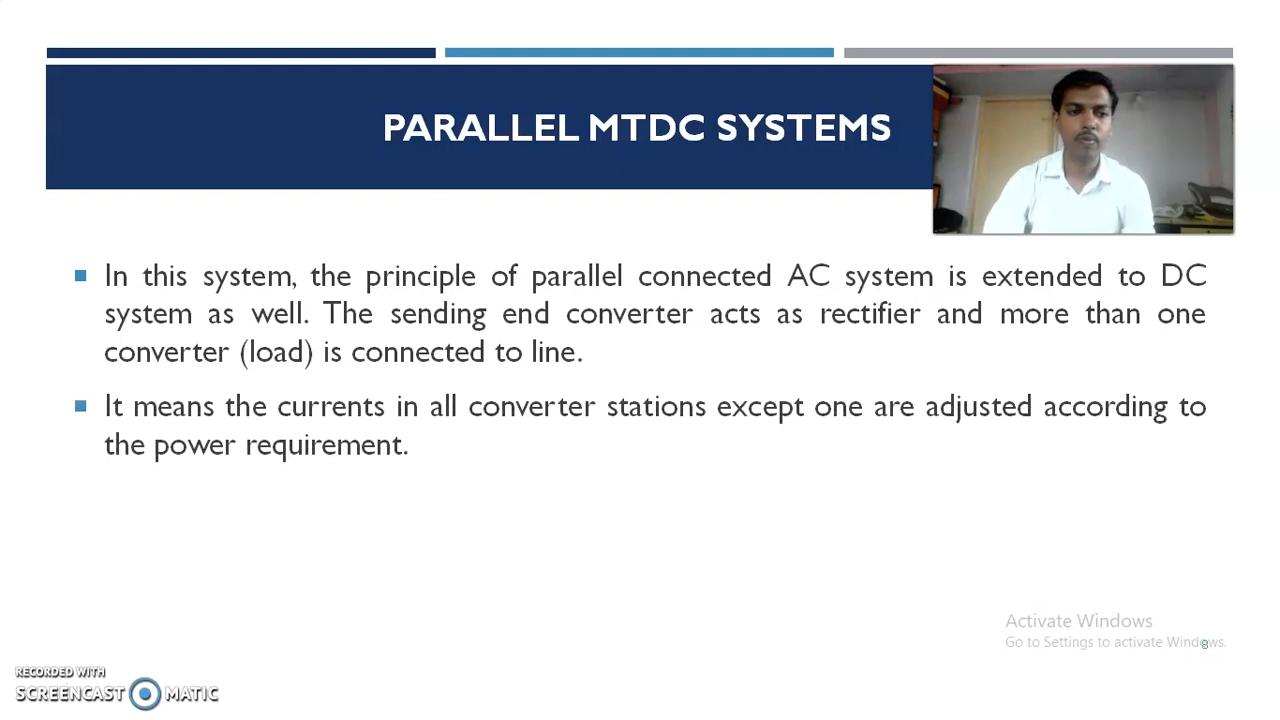 PARALLEL MTDC SYSTEMS
In this system, the principle of parallel connected AC system is extended to DC
system as well. The sending end converter acts as rectifier and more than one
converter (load) is connected to line.
It means the currents in all converter stations except one are adjusted according to
the power requirement.
Activate Windows
Go to Settings to activate Windows.
8
RECORDED WITH
SCREENCAST MATIC